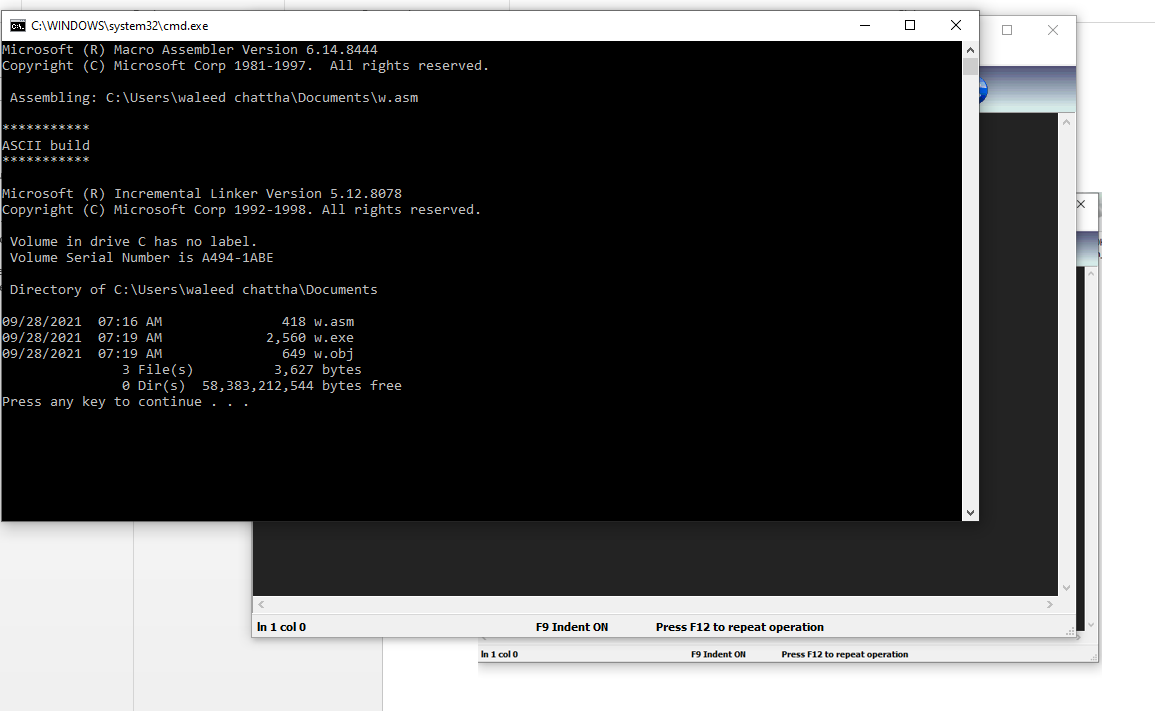 C:\WINDOWS\system32\cmd.exe
Microsoft (R) Macro Assembler Version 6.14.8444
Copyright (C) Microsoft Corp 1981-1997.  All rights reserved.
Assembling: C:\Users\waleed chattha\Documents\w.asm
***********
ASCII build
***********
Microsoft (R) Incremental Linker Version 5.12.8078
Copyright (C) Microsoft Corp 1992-1998. All rights reserved.
Volume in drive C has no label.
Volume Serial Number is A494-1ABE
Directory of C:\Users\waleed chattha\Documents
09/28/2021  07:16 AM               418 w.asm
09/28/2021  07:19 AM             2,560 w.exe
09/28/2021  07:19 AM               649 w.obj
3 File(s)          3,627 bytes
0 Dir(s)  58,383,212,544 bytes free
Press any key to continue . . .
ln 1 col 0 F9 Indent ON Press F12 to repeat operation
ln 1 col 0 F9 Indent ON Press F12 to repeat operation